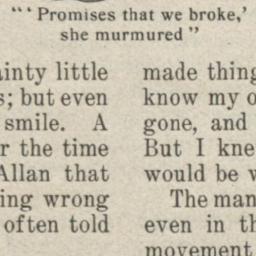 "'Promises that we broke,'
she murmured"
ainty little
s; but even
smile. A
r the time
Allan that
ing wrong
often told
made thing
know my o
gone, and
But I kne
would be w
The man
even in th
movement